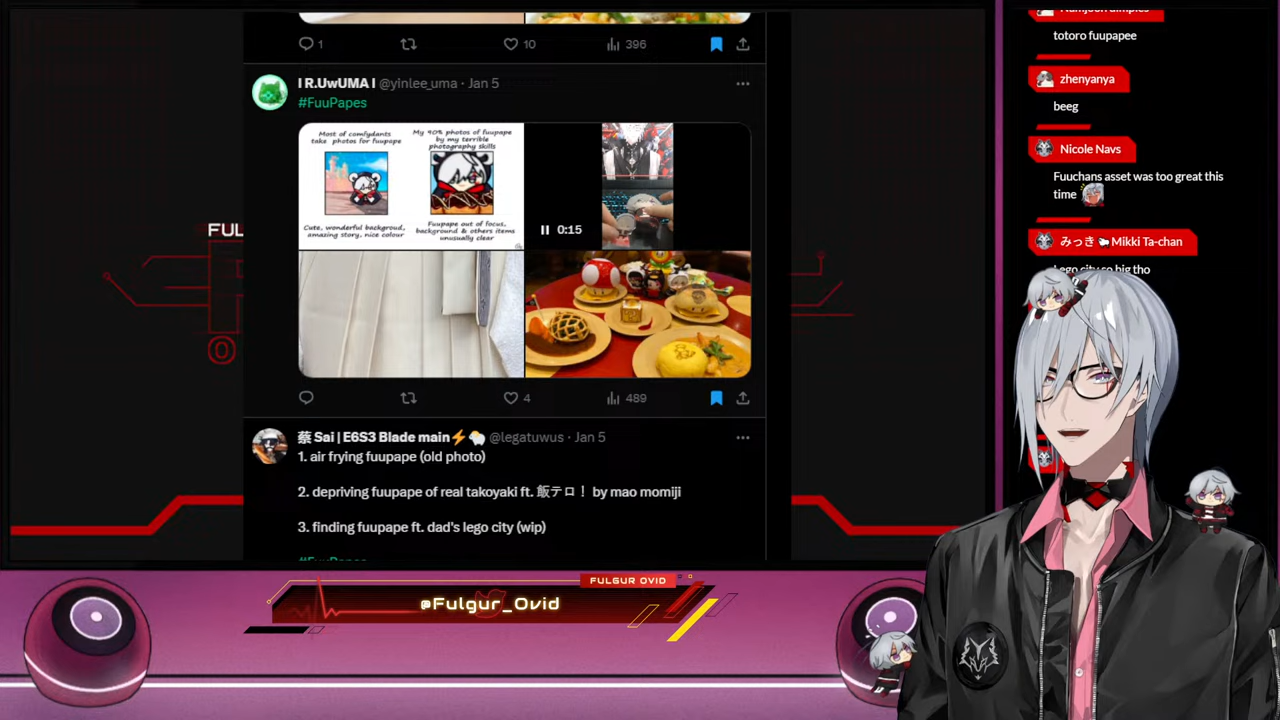 1
10
396
I R.UwUMA I @yinlee_uma · Jan 5
#FuuPapes
Most of comfydants
take photos for fuupape
My 90% photos of fuupape
by my terrible
photography skills
Cute, wonderful backgroud,
amazing story, nice colour
Fuupape out of focus,
background & others items
unusually clear
0:15
4
489
蔡 Sai | E6S3 Blade main⚡🐑 @legatuwus · Jan 5
1. air frying fuupape (old photo)
2. depriving fuupape of real takoyaki ft. 飯テロ！ by mao momiji
3. finding fuupape ft. dad's lego city (wip)
#FuuPapes
FUL
O
FULGUR OVID
@Fulgur_Ovid
totoro fuupapee
zhenyanya
beeg
Nicole Navs
Fuuchans asset was too great this
time
みっき 🐑Mikki Ta-chan
Lego city so big tho